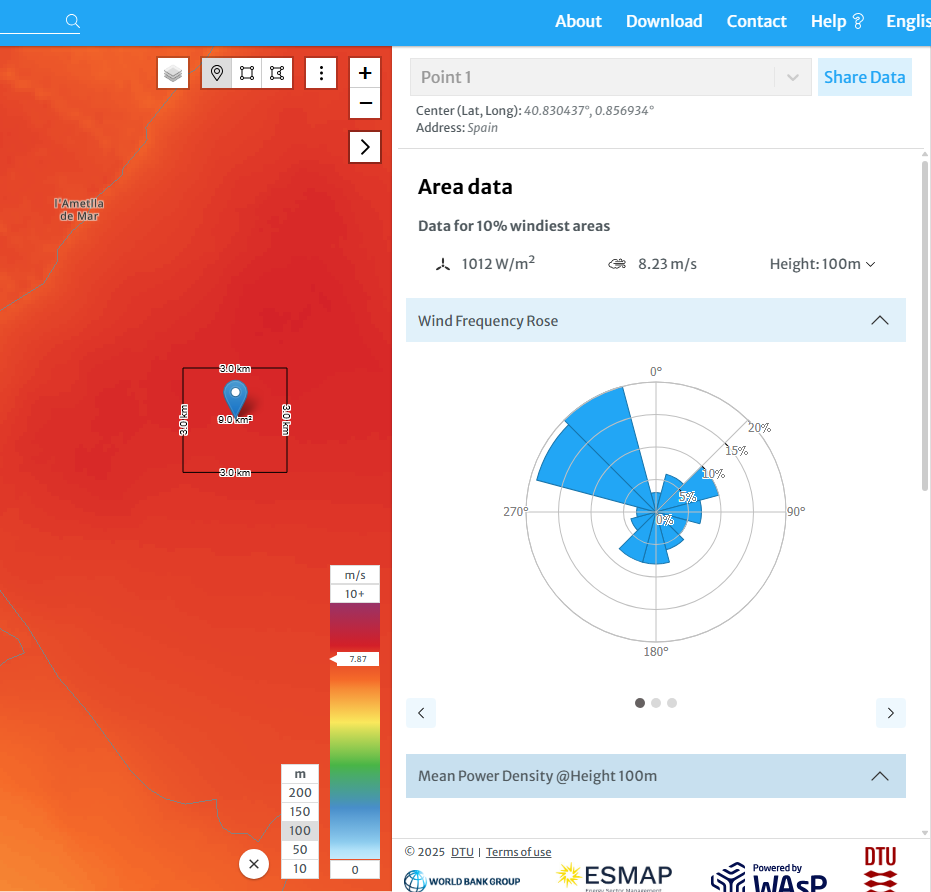 About Download Contact Help Englis
Point 1 Share Data
Center (Lat, Long): 40.830437°, 0.856934°
Address: Spain
Area data
Data for 10% windiest areas
1012 W/m² 8.23 m/s Height: 100m
Wind Frequency Rose
0°
20%
15%
10%
5%
0%
270° 90°
180°
Mean Power Density @Height 100m
© 2025 DTU | Terms of use
WORLD BANK GROUP
ESMAP
Energy Sector Management
Powered by
WAsP
DTU
l'Ametlla
de Mar
3.0 km
3.0 km
9.0 km²
3.0 km
3.0 km
m/s
10+
7.87
0
m
200
150
100
50
10